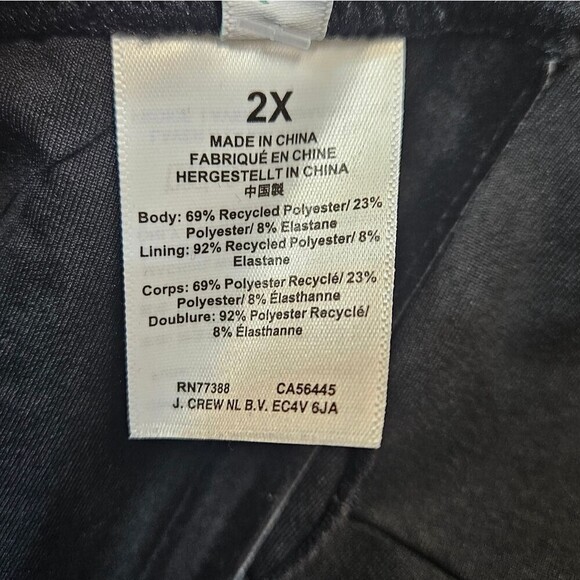 2X
MADE IN CHINA
FABRIQUÉ EN CHINE
HERGESTELLT IN CHINA
中国製
Body: 69% Recycled Polyester/ 23%
Polyester/ 8% Elastane
Lining: 92% Recycled Polyester/ 8%
Elastane
Corps: 69% Polyester Recyclé/ 23%
Polyester/ 8% Élasthanne
Doublure: 92% Polyester Recyclé/
8% Élasthanne
RN77388 CA56445
J. CREW NL B.V. EC4V 6JA